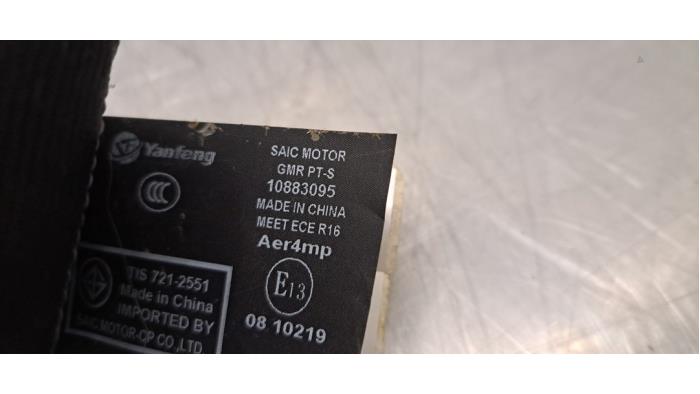 Yanfeng
CCC
TIS 721-2551
Made in China
IMPORTED BY
SAIC MOTOR-CP CO.,LTD.
SAIC MOTOR
GMR PT-S
10883095
MADE IN CHINA
MEET ECE R16
Aer4mp
E13
08 10219